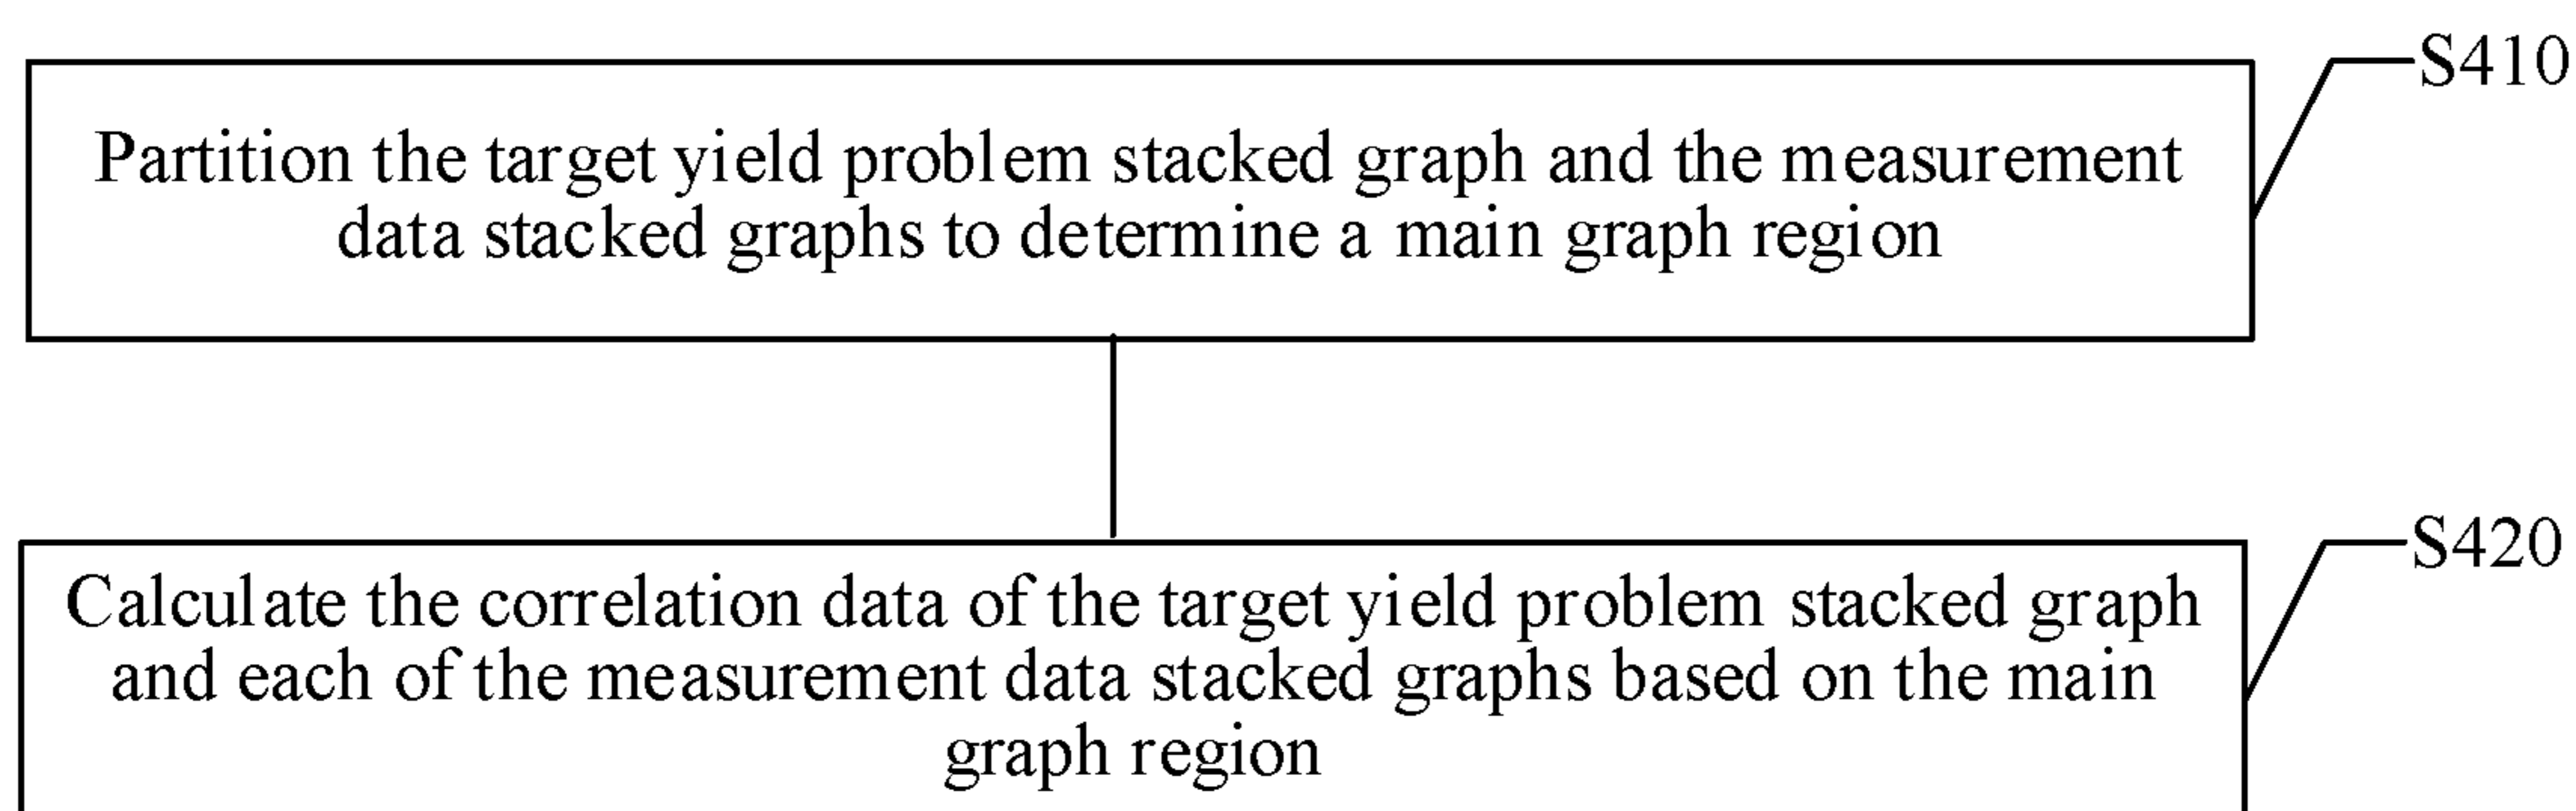 S410
Partition the target yield problem stacked graph and the measurement
data stacked graphs to determine a main graph region
S420
Calculate the correlation data of the target yield problem stacked graph
and each of the measurement data stacked graphs based on the main
graph region